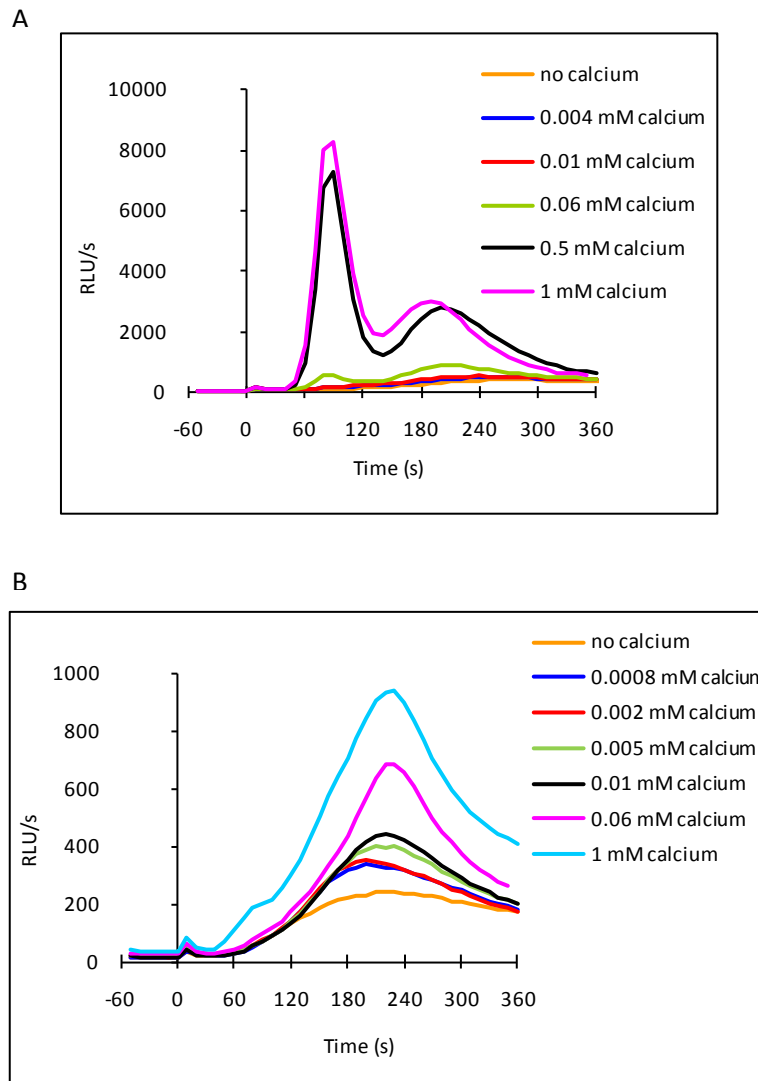 A
no calcium
0.004 mM calcium
0.01 mM calcium
0.06 mM calcium
0.5 mM calcium
1 mM calcium
10000
8000
6000
4000
2000
0
RLU/s
-60 0 60 120 180 240 300 360
Time (s)
B
no calcium
0.0008 mM calcium
0.002 mM calcium
0.005 mM calcium
0.01 mM calcium
0.06 mM calcium
1 mM calcium
1000
800
600
400
200
0
RLU/s
-60 0 60 120 180 240 300 360
Time (s)